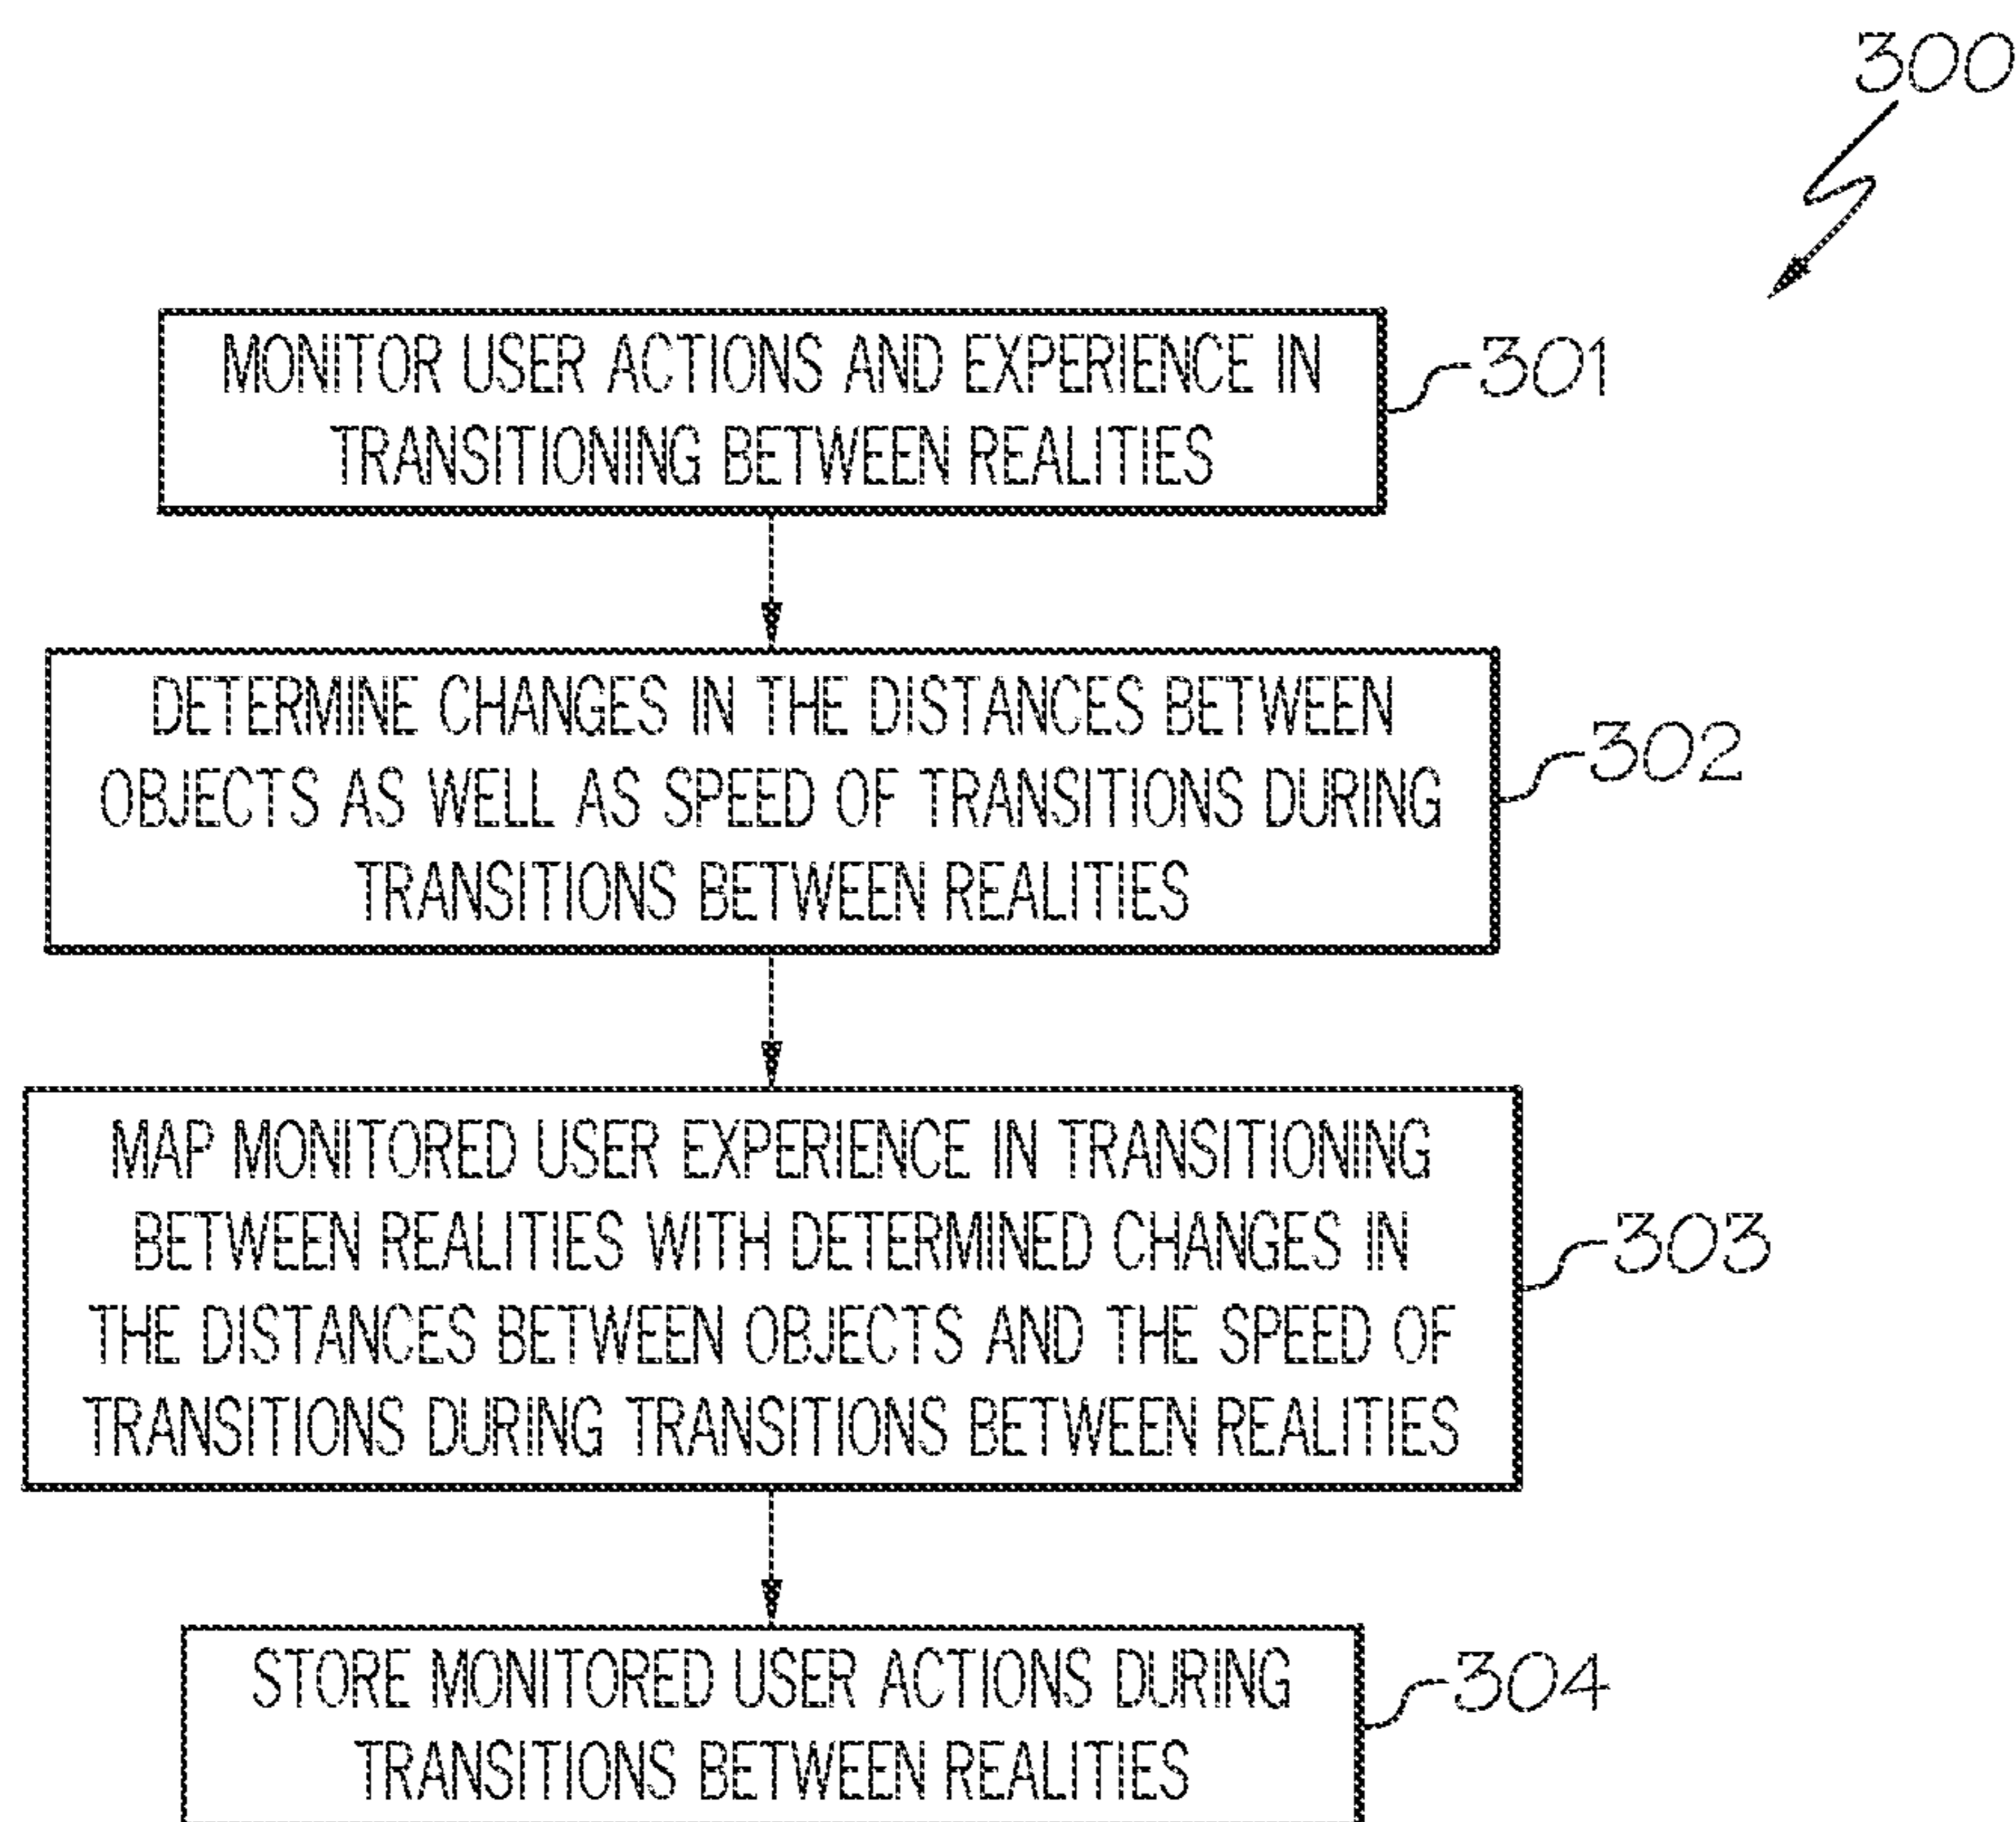 300
MONITOR USER ACTIONS AND EXPERIENCE IN
TRANSITIONING BETWEEN REALITIES
301
DETERMINE CHANGES IN THE DISTANCES BETWEEN
OBJECTS AS WELL AS SPEED OF TRANSITIONS DURING
TRANSITIONS BETWEEN REALITIES
302
MAP MONITORED USER EXPERIENCE IN TRANSITIONING
BETWEEN REALITIES WITH DETERMINED CHANGES IN
THE DISTANCES BETWEEN OBJECTS AND THE SPEED OF
TRANSITIONS DURING TRANSITIONS BETWEEN REALITIES
303
STORE MONITORED USER ACTIONS DURING
TRANSITIONS BETWEEN REALITIES
304